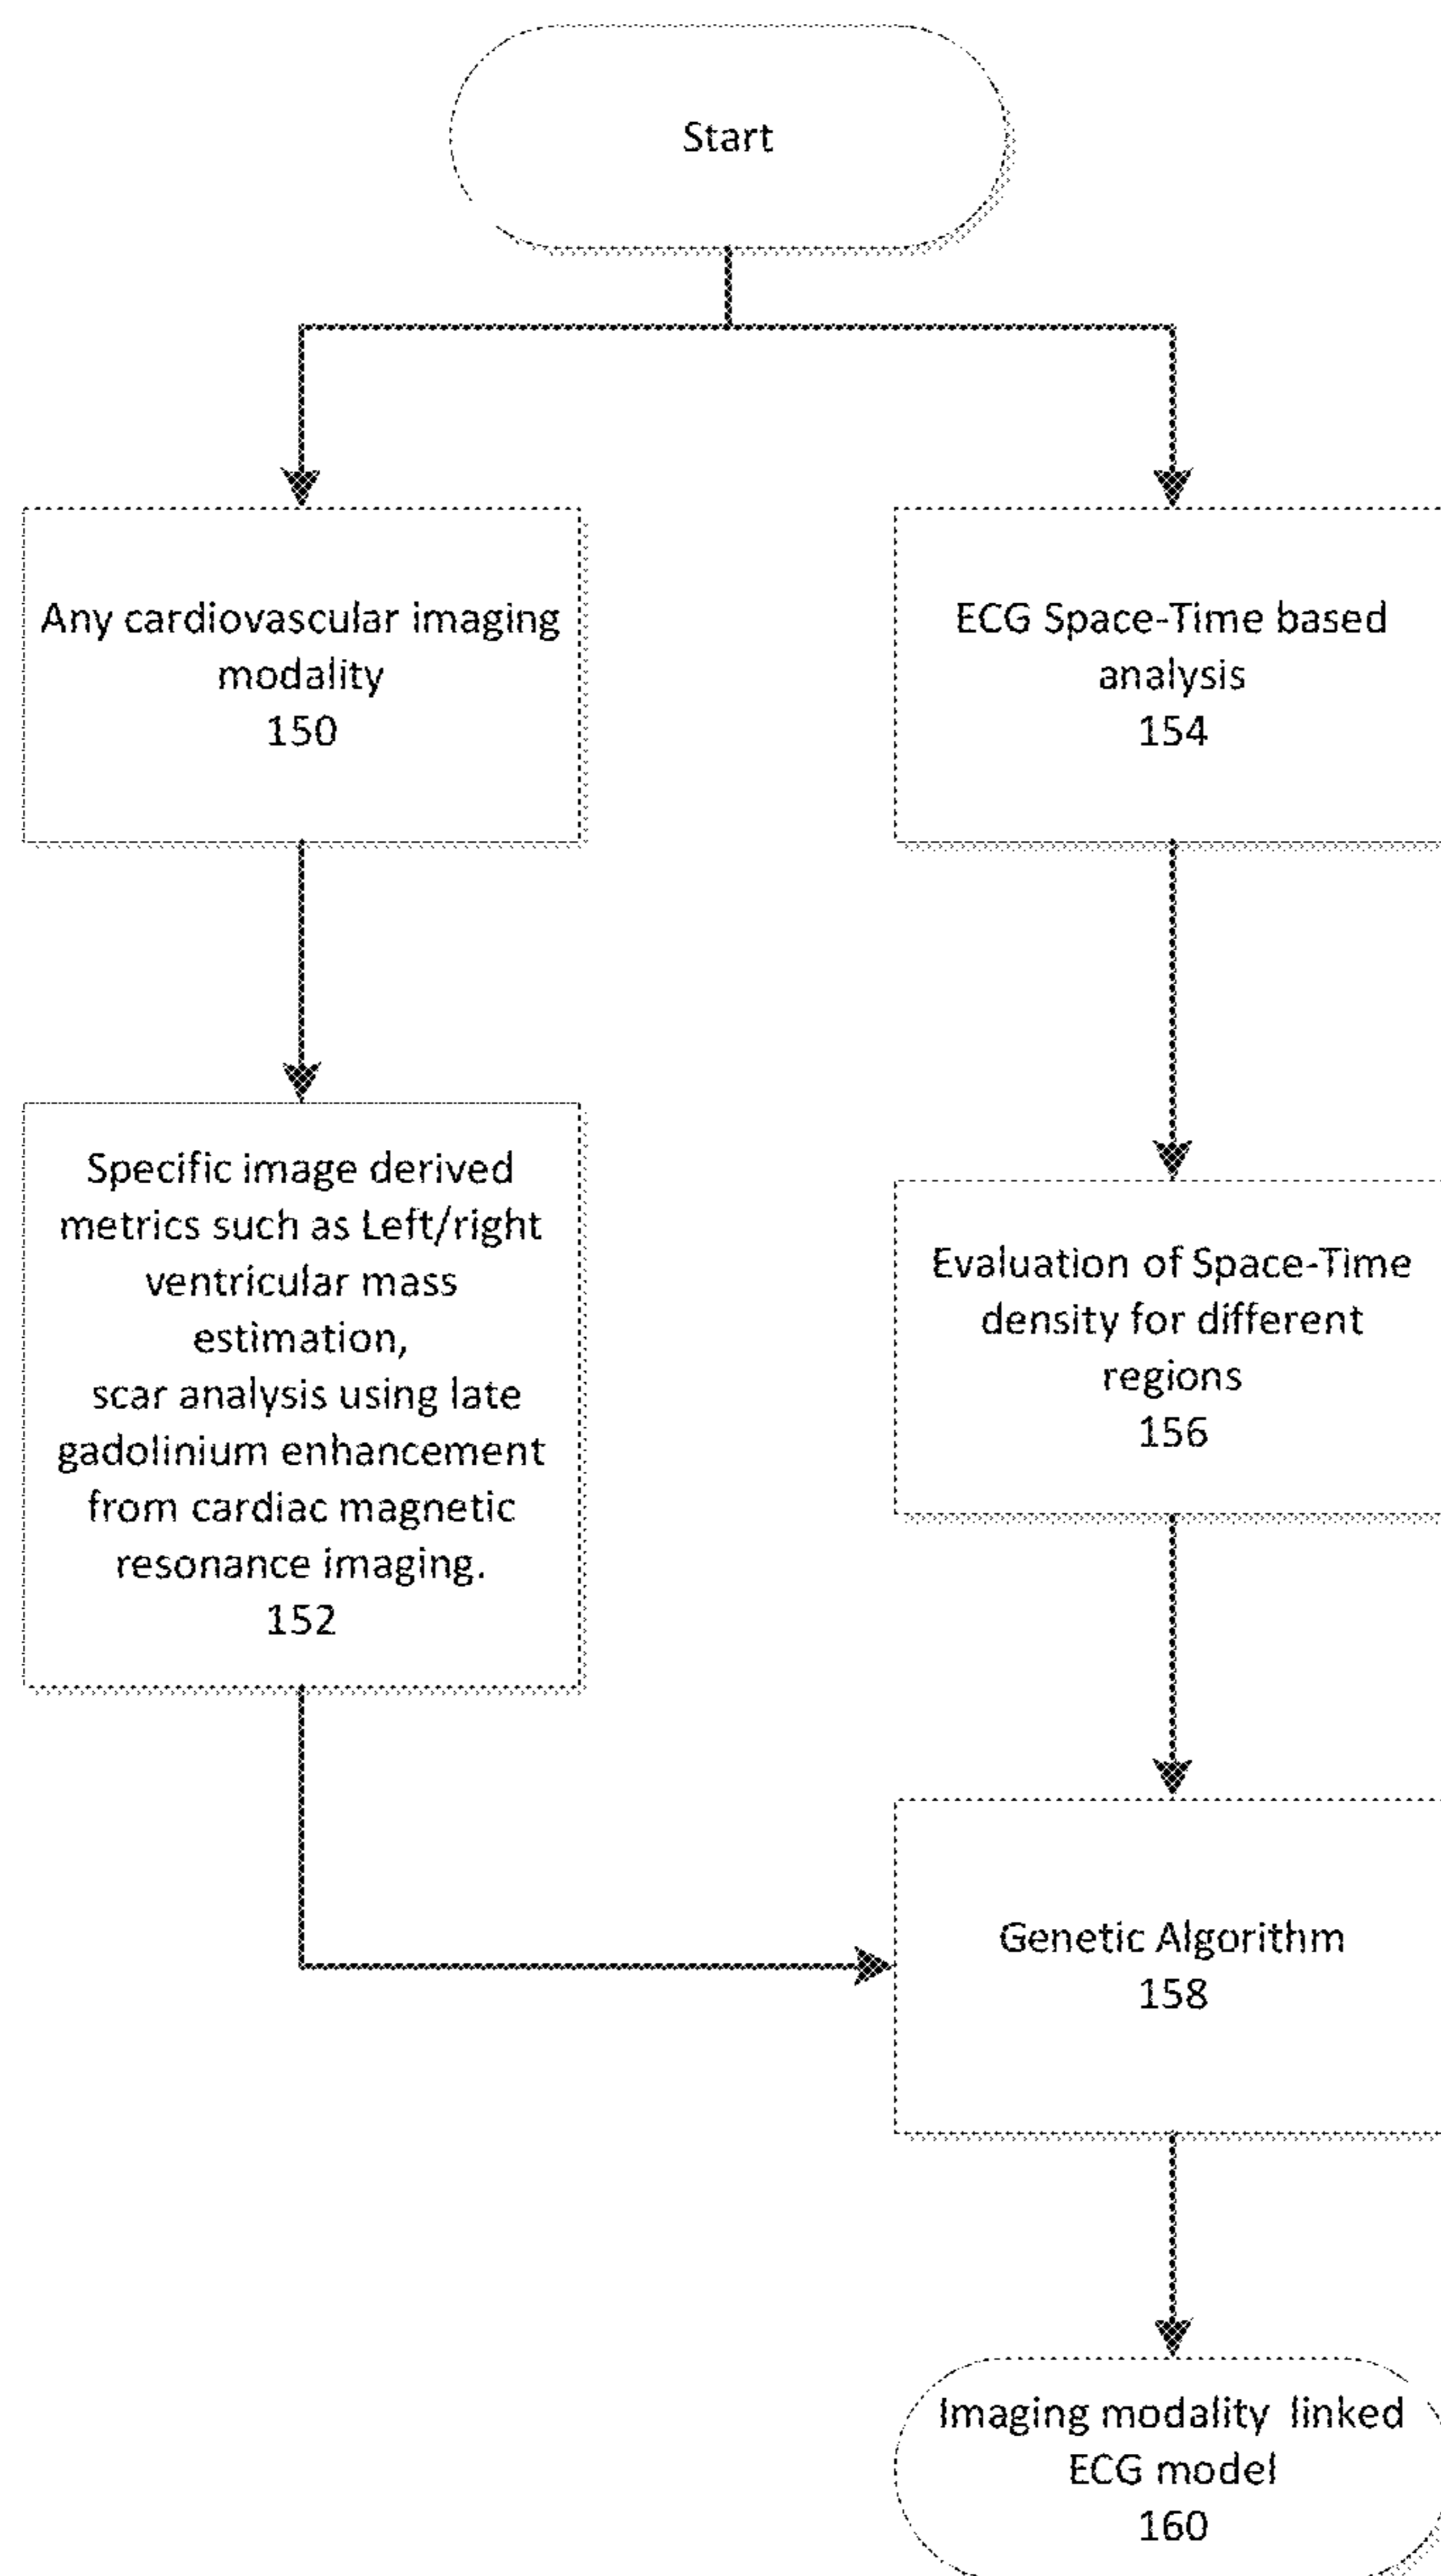 Start
Any cardiovascular imaging
modality
150
ECG Space-Time based
analysis
154
Specific image derived
metrics such as Left/right
ventricular mass
estimation,
scar analysis using late
gadolinium enhancement
from cardiac magnetic
resonance imaging.
152
Evaluation of Space-Time
density for different
regions
156
Genetic Algorithm
158
Imaging modality linked
ECG model
160